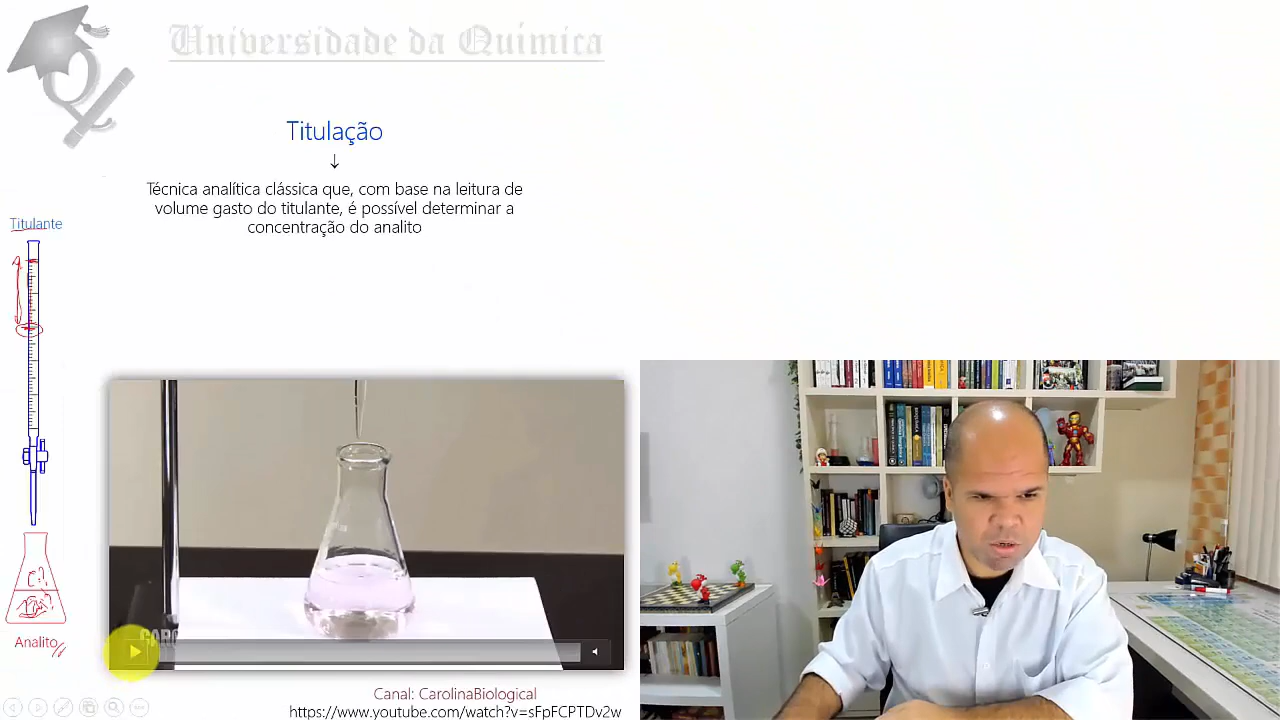 Universidade da Química
Titulação
↓
Técnica analítica clássica que, com base na leitura de
volume gasto do titulante, é possível determinar a
concentração do analito
Titulante
Analito
Canal: CarolinaBiological
https://www.youtube.com/watch?v=sFpFCPTDv2w